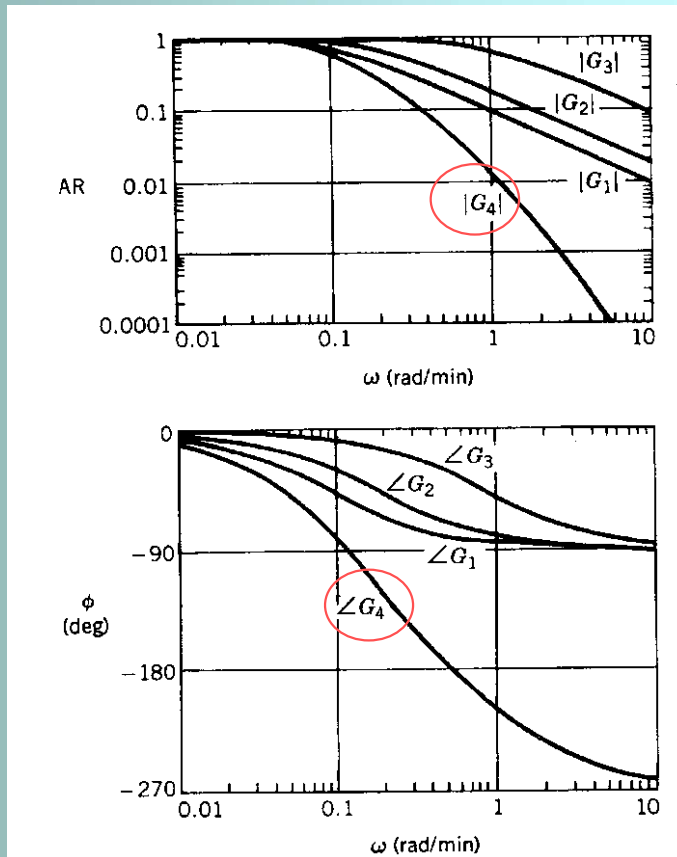 1
0.1
AR 0.01
0.001
0.0001
|G₃|
|G₂|
|G₁|
|G₄|
0.01 0.1 1 10
ω (rad/min)
0
∠G₃
∠G₂
∠G₁
−90
∠G₄
ϕ
(deg)
−180
−270
0.01 0.1 1 10
ω (rad/min)